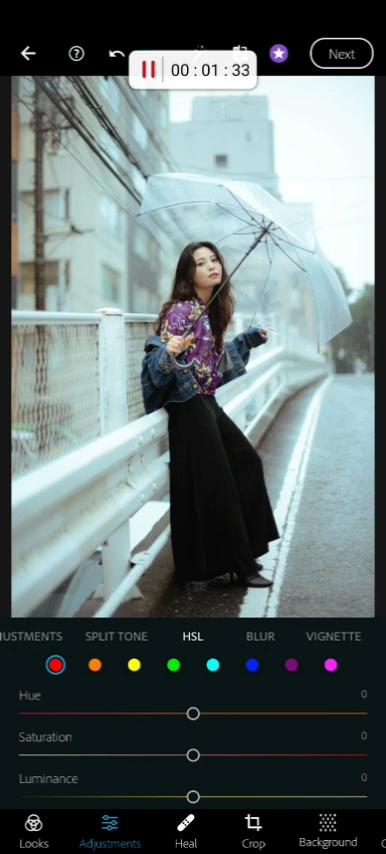 Next
00 : 01 : 33
JUSTMENTS SPLIT TONE HSL BLUR VIGNETTE
Hue 0
Saturation 0
Luminance 0
Looks Adjustments Heal Crop Background